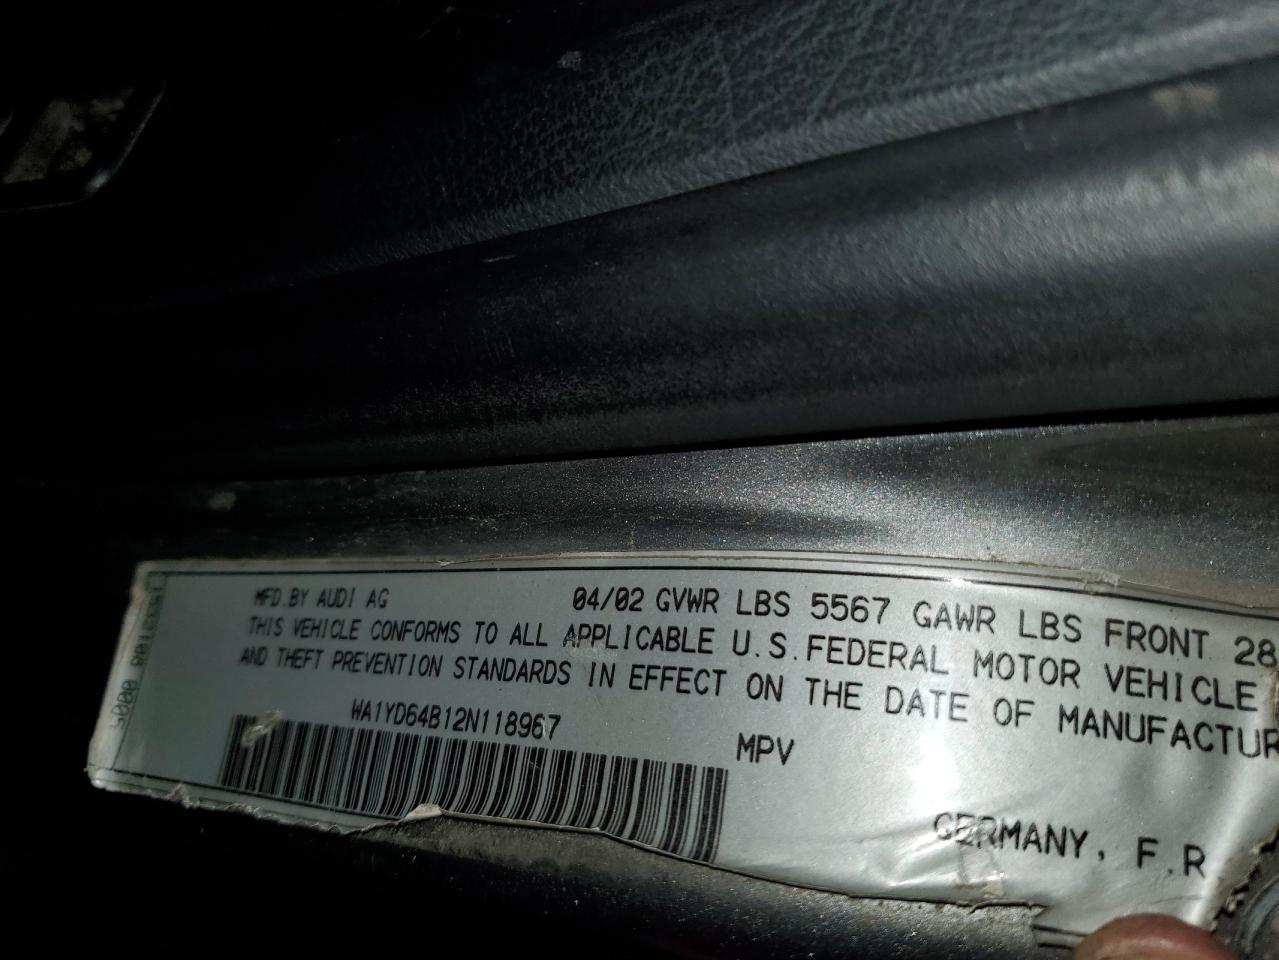 MFD.BY AUDI AG 04/02 GVWR LBS 5567 GAWR LBS FRONT 28
THIS VEHICLE CONFORMS TO ALL APPLICABLE U.S.FEDERAL MOTOR VEHICLE
AND THEFT PREVENTION STANDARDS IN EFFECT ON THE DATE OF MANUFACTUR
WA1YD64B12N118967
MPV
GERMANY, F.R